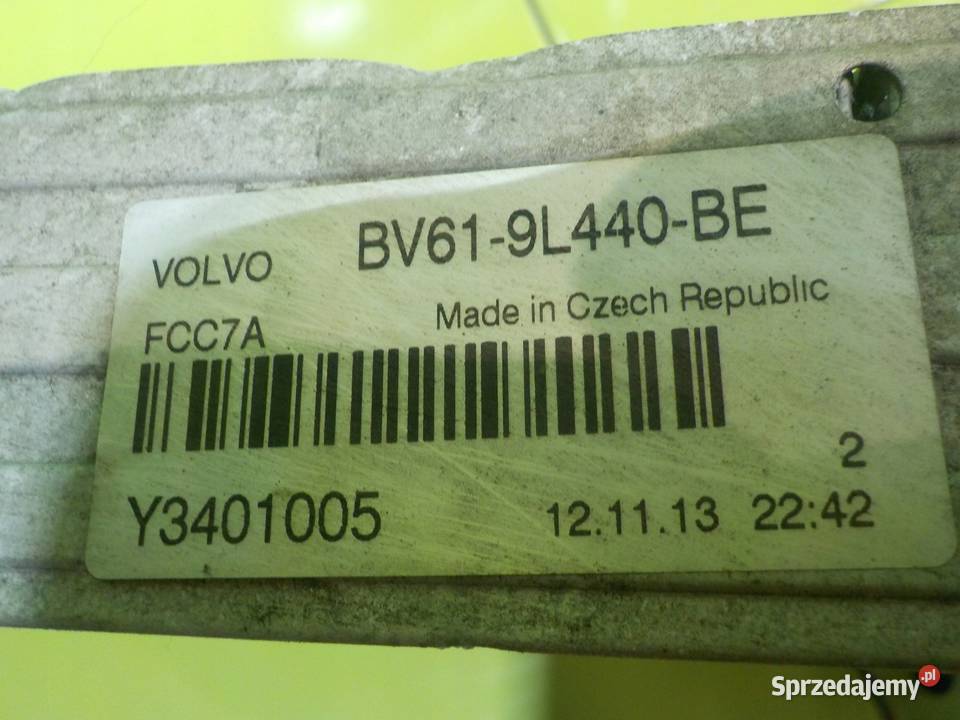 VOLVO BV61-9L440-BE
FCC7A Made in Czech Republic
2
Y3401005 12.11.13 22:42
Sprzedajemy.pl